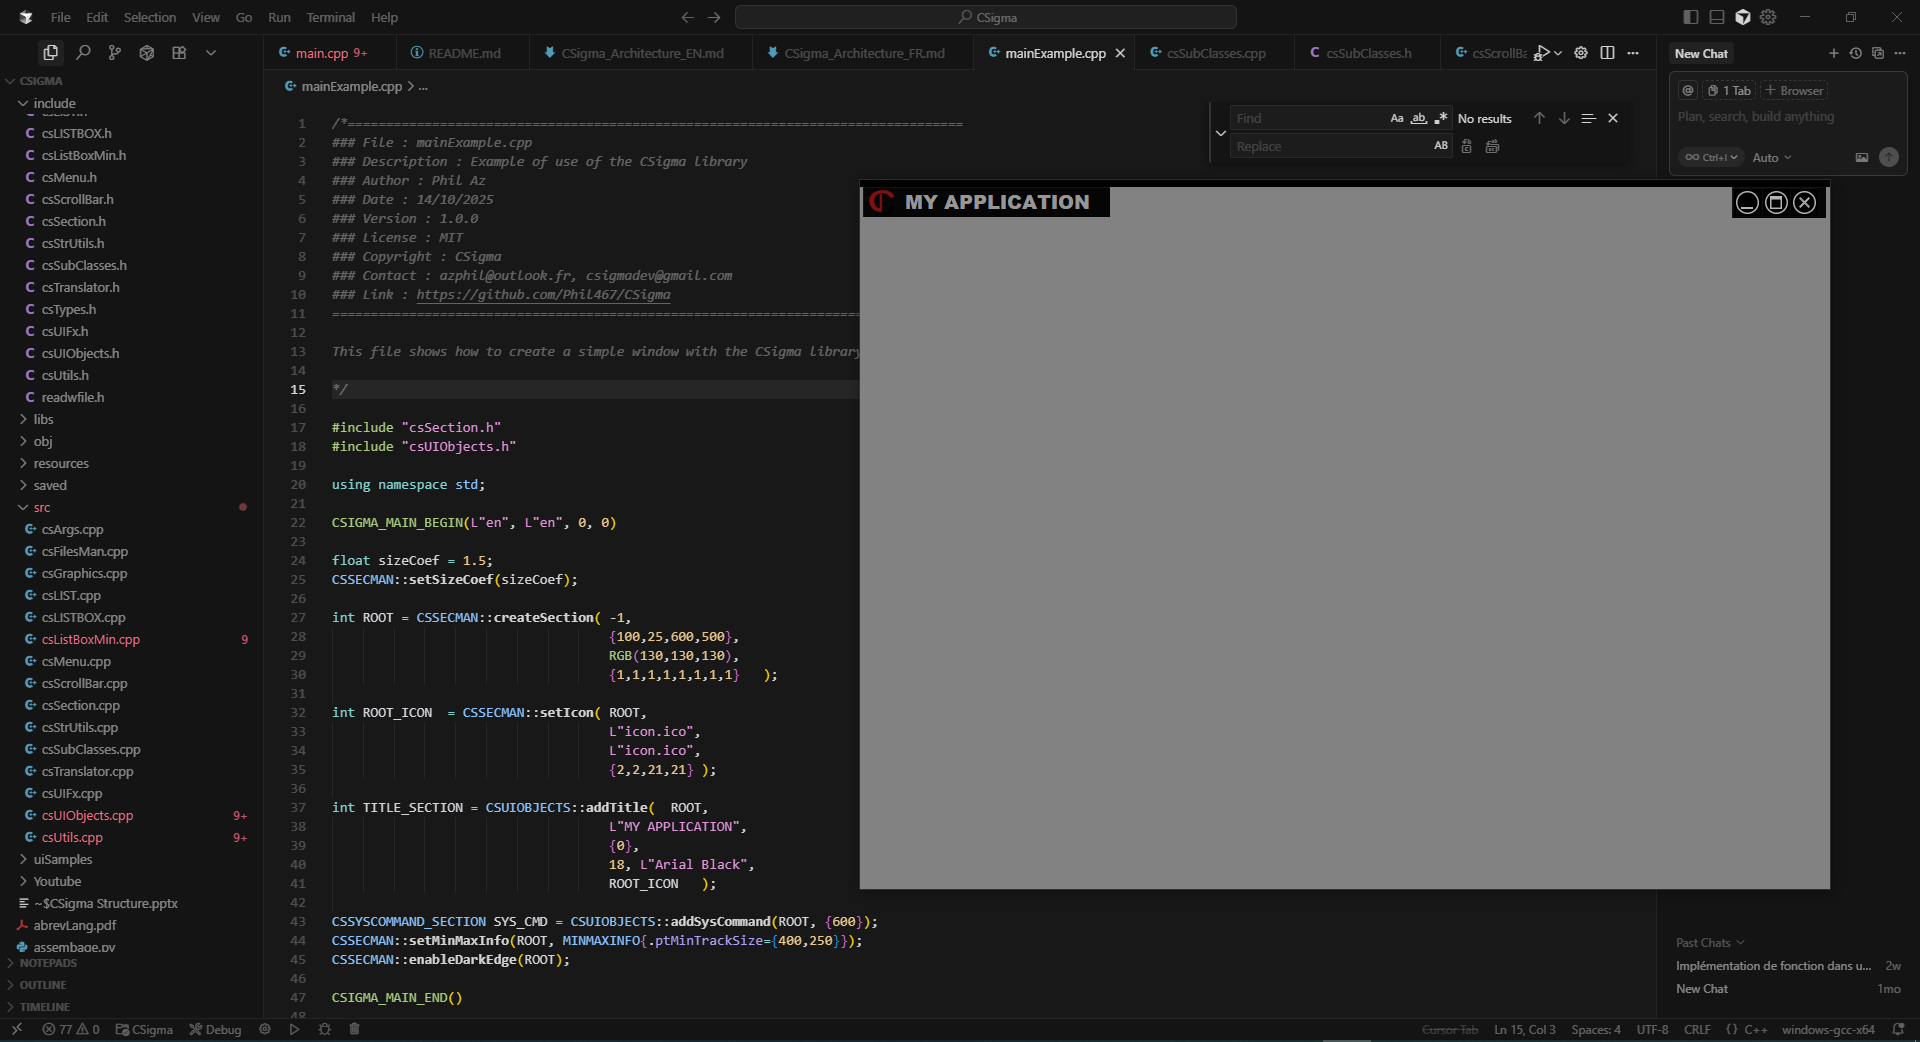 File Edit Selection View Go Run Terminal Help
CSigma
main.cpp 9+
README.md
CSigma_Architecture_EN.md
CSigma_Architecture_FR.md
mainExample.cpp
csSubClasses.cpp
csSubClasses.h
New Chat
CSIGMA
include
csLISTBOX.h
csListBoxMin.h
csMenu.h
csScrollBar.h
csSection.h
csStrUtils.h
csSubClasses.h
csTranslator.h
csTypes.h
csUIFx.h
csUIObjects.h
csUtils.h
readwfile.h
libs
obj
resources
saved
src
csArgs.cpp
csFilesMan.cpp
csGraphics.cpp
csLIST.cpp
csLISTBOX.cpp
csListBoxMin.cpp 9
csMenu.cpp
csScrollBar.cpp
csSection.cpp
csStrUtils.cpp
csSubClasses.cpp
csTranslator.cpp
csUIFx.cpp
csUIObjects.cpp 9+
csUtils.cpp 9+
uiSamples
Youtube
~$CSigma Structure.pptx
abrevLang.pdf
assembage.py
NOTEPADS
OUTLINE
TIMELINE
mainExample.cpp > ...
1 /*================================================================================
2 ### File : mainExample.cpp
3 ### Description : Example of use of the CSigma library
4 ### Author : Phil Az
5 ### Date : 14/10/2025
6 ### Version : 1.0.0
7 ### License : MIT
8 ### Copyright : CSigma
9 ### Contact : azphil@outlook.fr, csigmadev@gmail.com
10 ### Link : https://github.com/Phil467/CSigma
11 =====================================================================
12
13 This file shows how to create a simple window with the CSigma library
14
15 */
16
17 #include "csSection.h"
18 #include "csUIObjects.h"
19
20 using namespace std;
21
22 CSIGMA_MAIN_BEGIN(L"en", L"en", 0, 0)
23
24 float sizeCoef = 1.5;
25 CSSECMAN::setSizeCoef(sizeCoef);
26
27 int ROOT = CSSECMAN::createSection( -1,
28 {100,25,600,500},
29 RGB(130,130,130),
30 {1,1,1,1,1,1,1,1} );
31
32 int ROOT_ICON = CSSECMAN::setIcon( ROOT,
33 L"icon.ico",
34 L"icon.ico",
35 {2,2,21,21} );
36
37 int TITLE_SECTION = CSUIOBJECTS::addTitle( ROOT,
38 L"MY APPLICATION",
39 {0},
40 18, L"Arial Black",
41 ROOT_ICON );
42
43 CSSYSCOMMAND_SECTION SYS_CMD = CSUIOBJECTS::addSysCommand(ROOT, {600});
44 CSSECMAN::setMinMaxInfo(ROOT, MINMAXINFO{.ptMinTrackSize={400,250}});
45 CSSECMAN::enableDarkEdge(ROOT);
46
47 CSIGMA_MAIN_END()
48
Find Aa ab No results
Replace AB
MY APPLICATION
@ 1 Tab + Browser
Plan, search, build anything
Ctrl+I Auto
Past Chats
Implémentation de fonction dans u... 2w
New Chat 1mo
77 0 CSigma Debug
Cursor Tab Ln 15, Col 3 Spaces: 4 UTF-8 CRLF {} C++ windows-gcc-x64